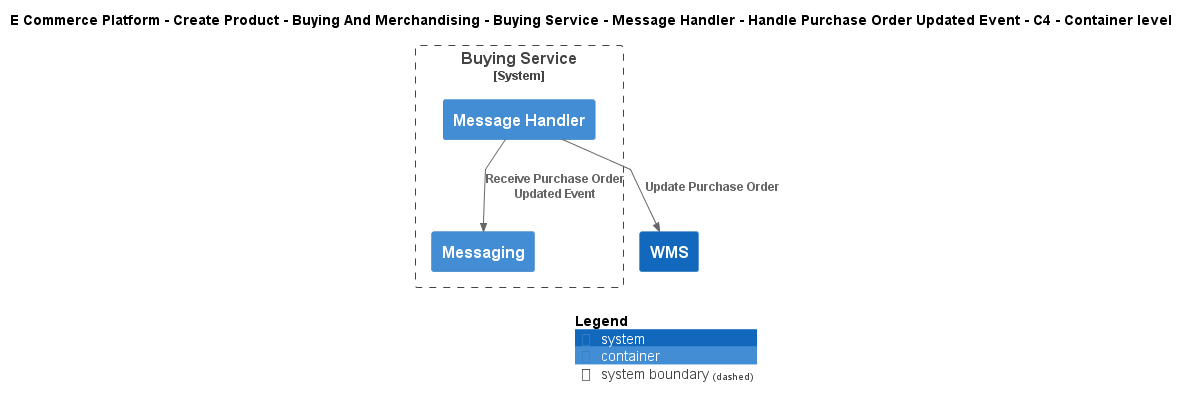 E Commerce Platform - Create Product - Buying And Merchandising - Buying Service - Message Handler - Handle Purchase Order Updated Event - C4 - Container level
Buying Service
[System]
Message Handler
Receive Purchase Order
Updated Event
Update Purchase Order
Messaging
WMS
Legend
system
container
system boundary (dashed)